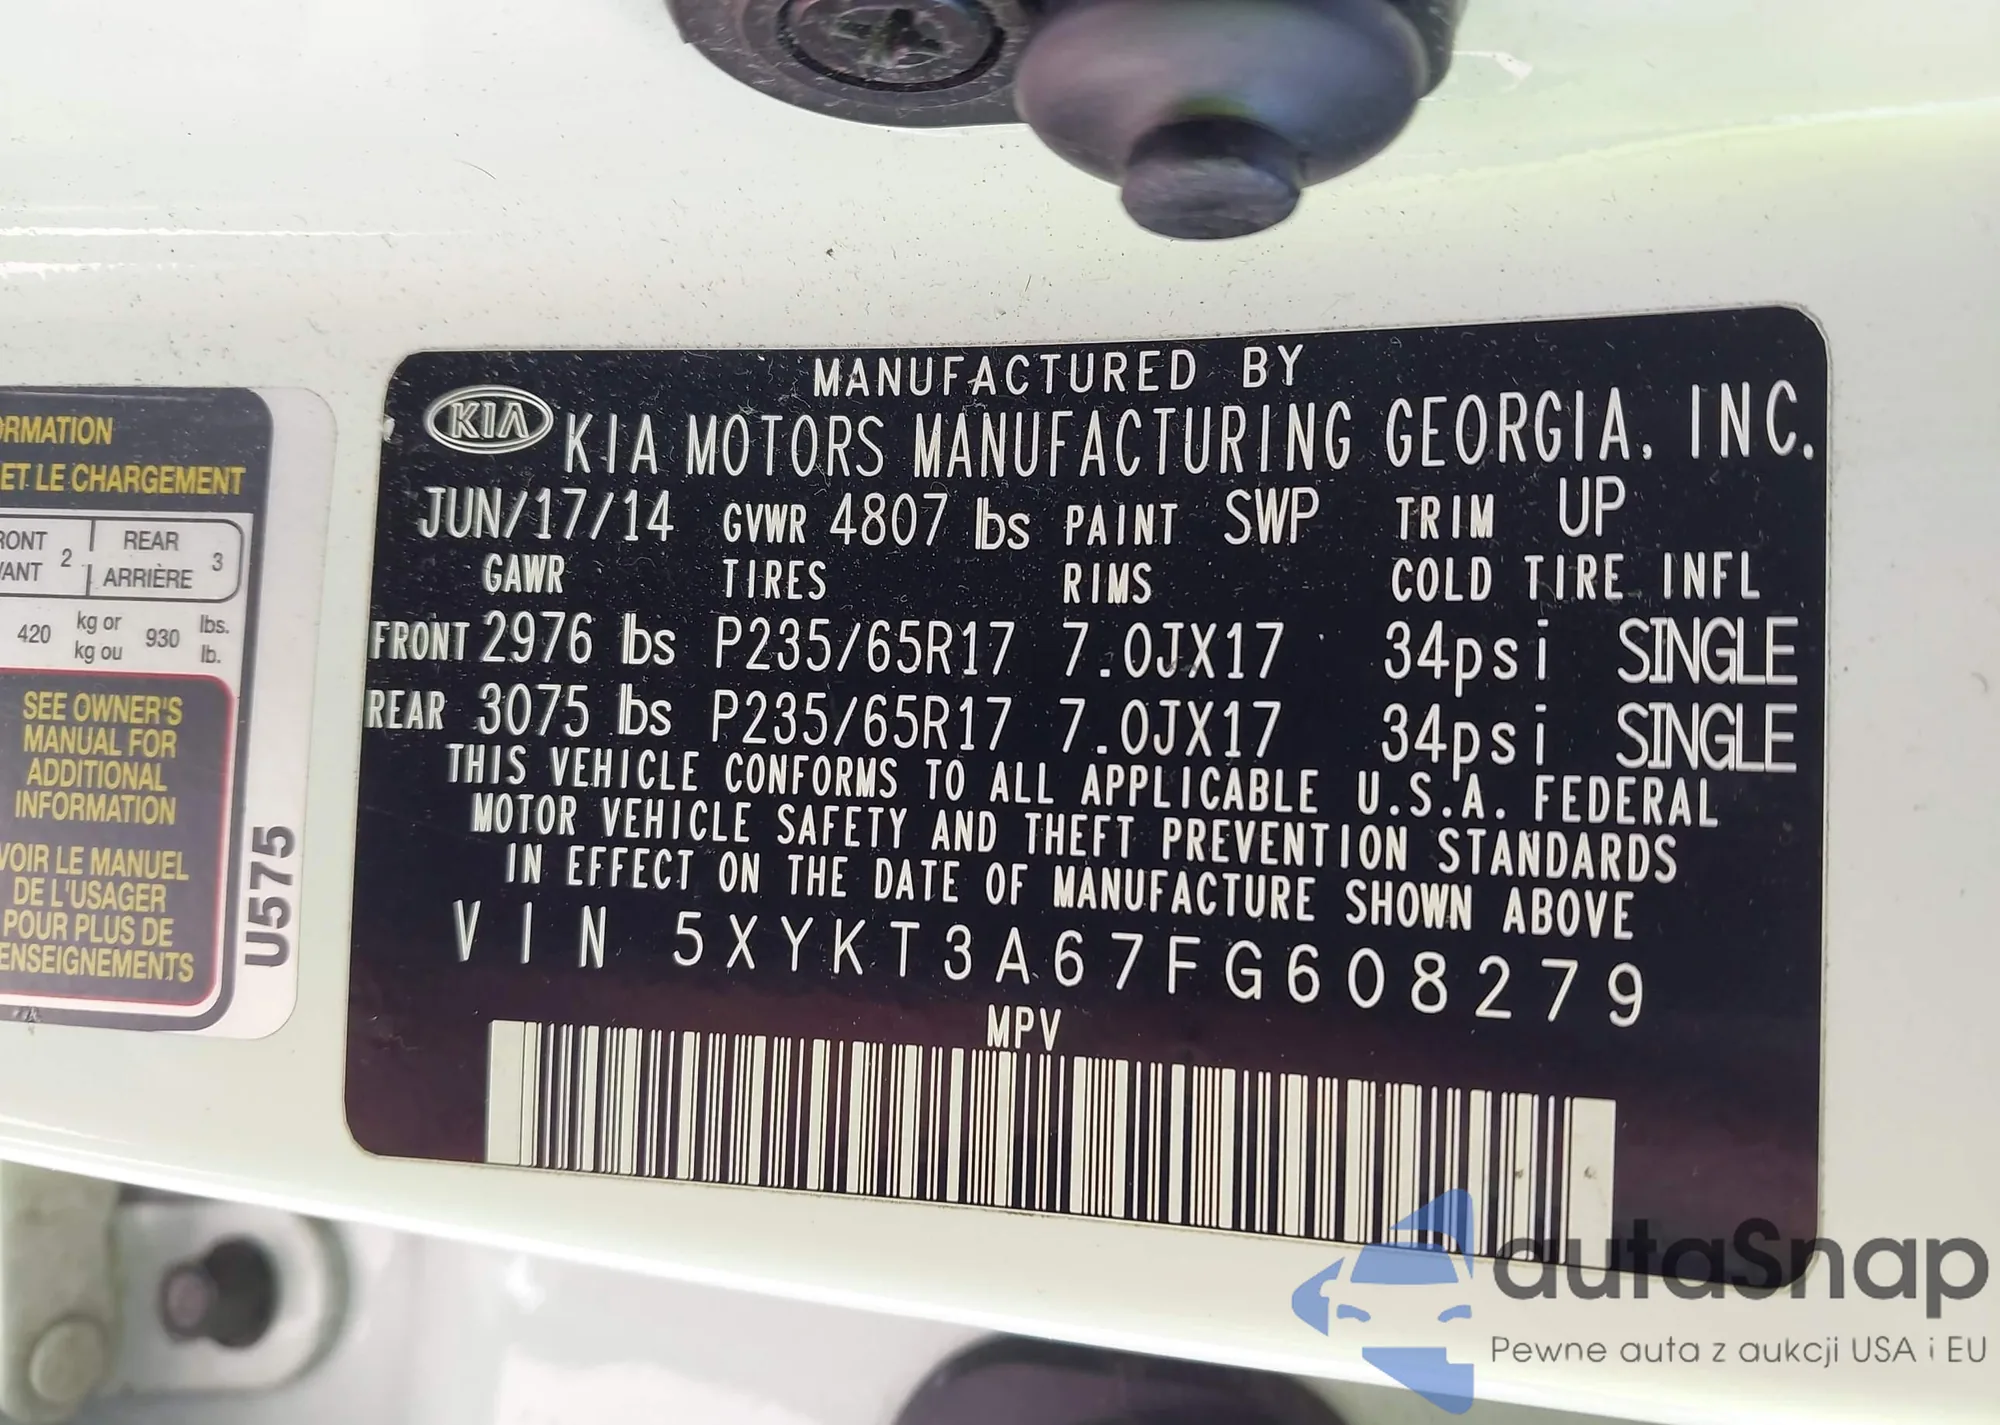 MANUFACTURED BY
KIA KIA MOTORS MANUFACTURING GEORGIA, INC.
JUN/17/14 GVWR 4807 lbs PAINT SWP TRIM UP
GAWR TIRES RIMS COLD TIRE INFL
FRONT 2976 lbs P235/65R17 7.0JX17 34psi SINGLE
REAR 3075 lbs P235/65R17 7.0JX17 34psi SINGLE
THIS VEHICLE CONFORMS TO ALL APPLICABLE U.S.A. FEDERAL
MOTOR VEHICLE SAFETY AND THEFT PREVENTION STANDARDS
IN EFFECT ON THE DATE OF MANUFACTURE SHOWN ABOVE
VIN 5XYKT3A67FG608279
MPV
ET LE CHARGEMENT
2 REAR 3
ARRIÈRE
420 kg or 930 lbs.
kg ou lb.
SEE OWNER'S
MANUAL FOR
ADDITIONAL
INFORMATION
VOIR LE MANUEL
DE L'USAGER
POUR PLUS DE
ENSEIGNEMENTS
U575
autaSnap
Pewne auta z aukcji USA i EU